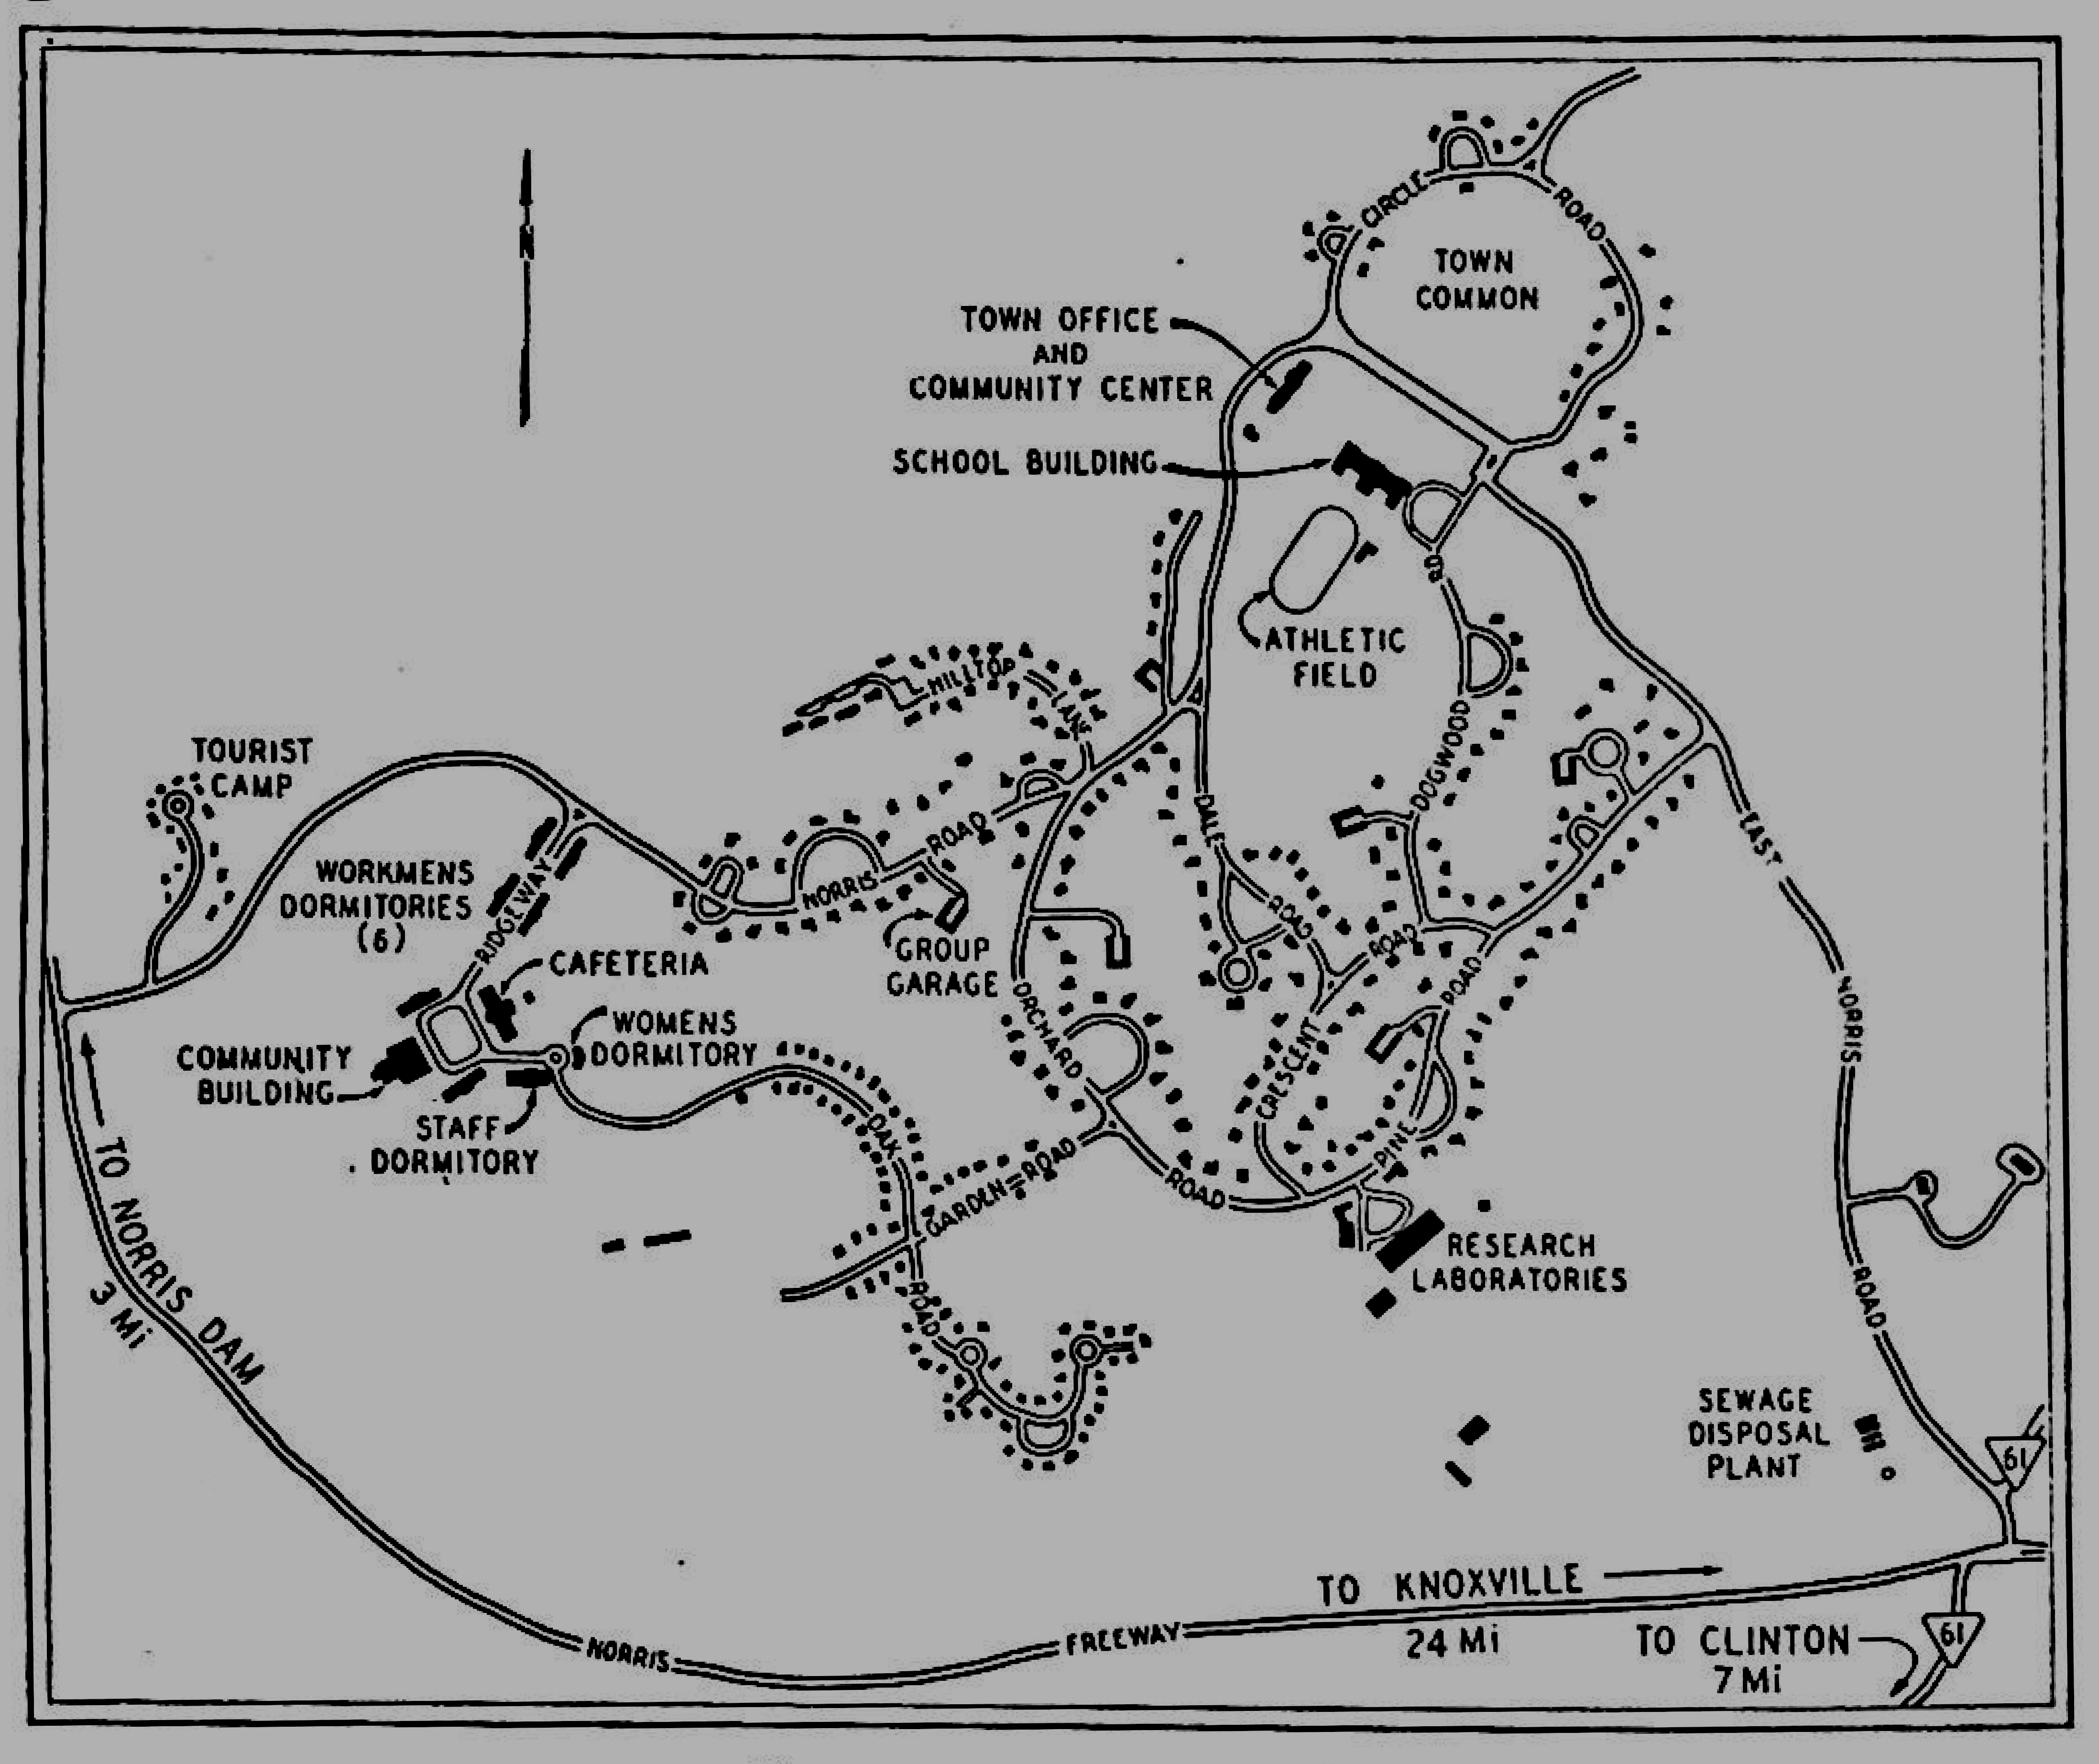 N
CIRCLE
ROAD
TOWN
COMMON
TOWN OFFICE
AND
COMMUNITY CENTER
SCHOOL BUILDING
ATHLETIC
FIELD
HILLTOP
LANE
TOURIST
CAMP
WORKMENS
DORMITORIES
(6)
RIDGEWAY
NORRIS ROAD
DALE
ROAD
DOGWOOD
RD
ROAD
EAST NORRIS ROAD
GROUP
GARAGE
CAFETERIA
WOMENS
DORMITORY
COMMUNITY
BUILDING
STAFF
DORMITORY
ORCHARD
ROAD
CRESCENT
ROAD
PINE
OAK
ROAD
GARDEN ROAD
RESEARCH
LABORATORIES
TO NORRIS DAM
3 Mi
SEWAGE
DISPOSAL
PLANT
61
TO KNOXVILLE
24 Mi
NORRIS FREEWAY
TO CLINTON
7 Mi
61